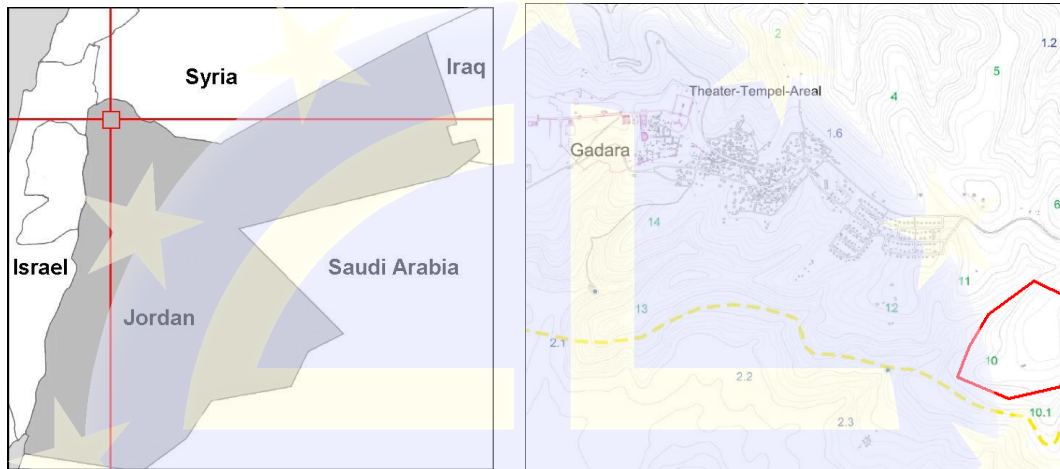 Syria
Iraq
Israel
Saudi Arabia
Jordan
2
1.2
5
Theater-Tempel-Areal
4
1.6
Gadara
6
14
11
13
12
2.1
10
2.2
10.1
2.3